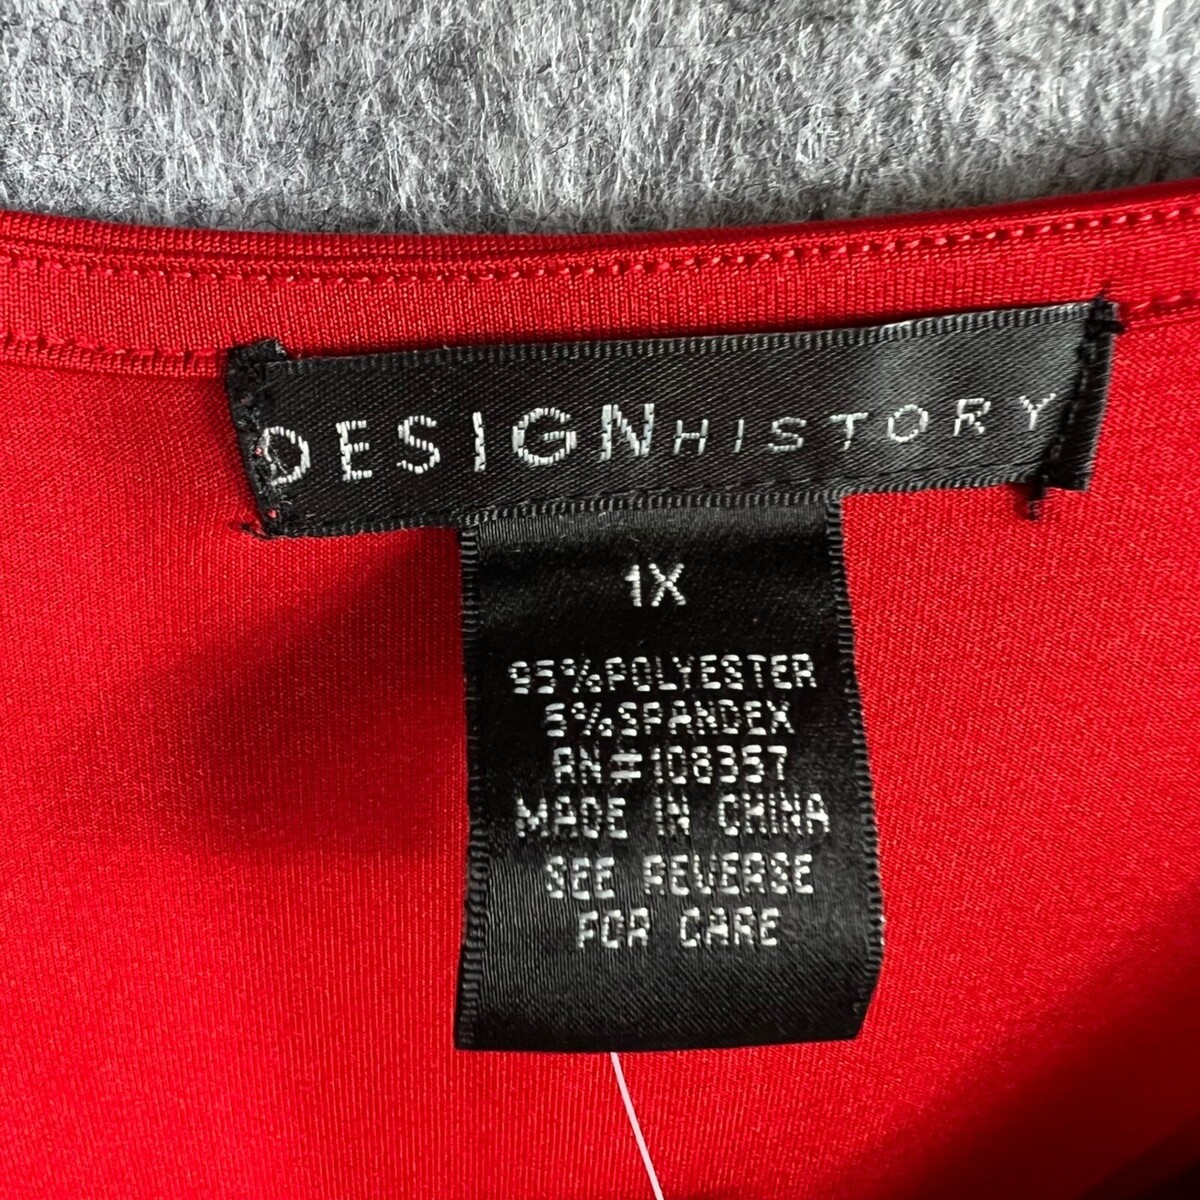 DESIGNHISTORY
1X
95%POLYESTER
5%SPANDEX
RN#108357
MADE IN CHINA
SEE REVERSE
FOR CARE